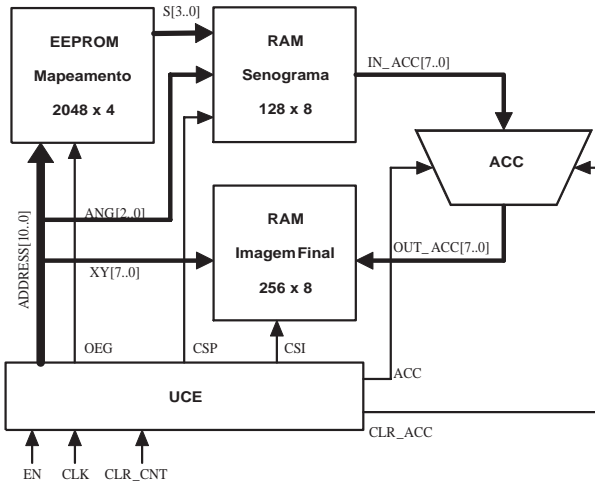 S[3..0]
EEPROM
Mapeamento
2048 x 4
RAM
Senograma
128 x 8
IN_ACC[7..0]
ACC
ADDRESS[10..0]
ANG[2..0]
XY[7..0]
RAM
Imagem Final
256 x 8
OUT_ACC[7..0]
OEG
CSP
CSI
ACC
UCE
CLR_ACC
EN
CLK
CLR_CNT